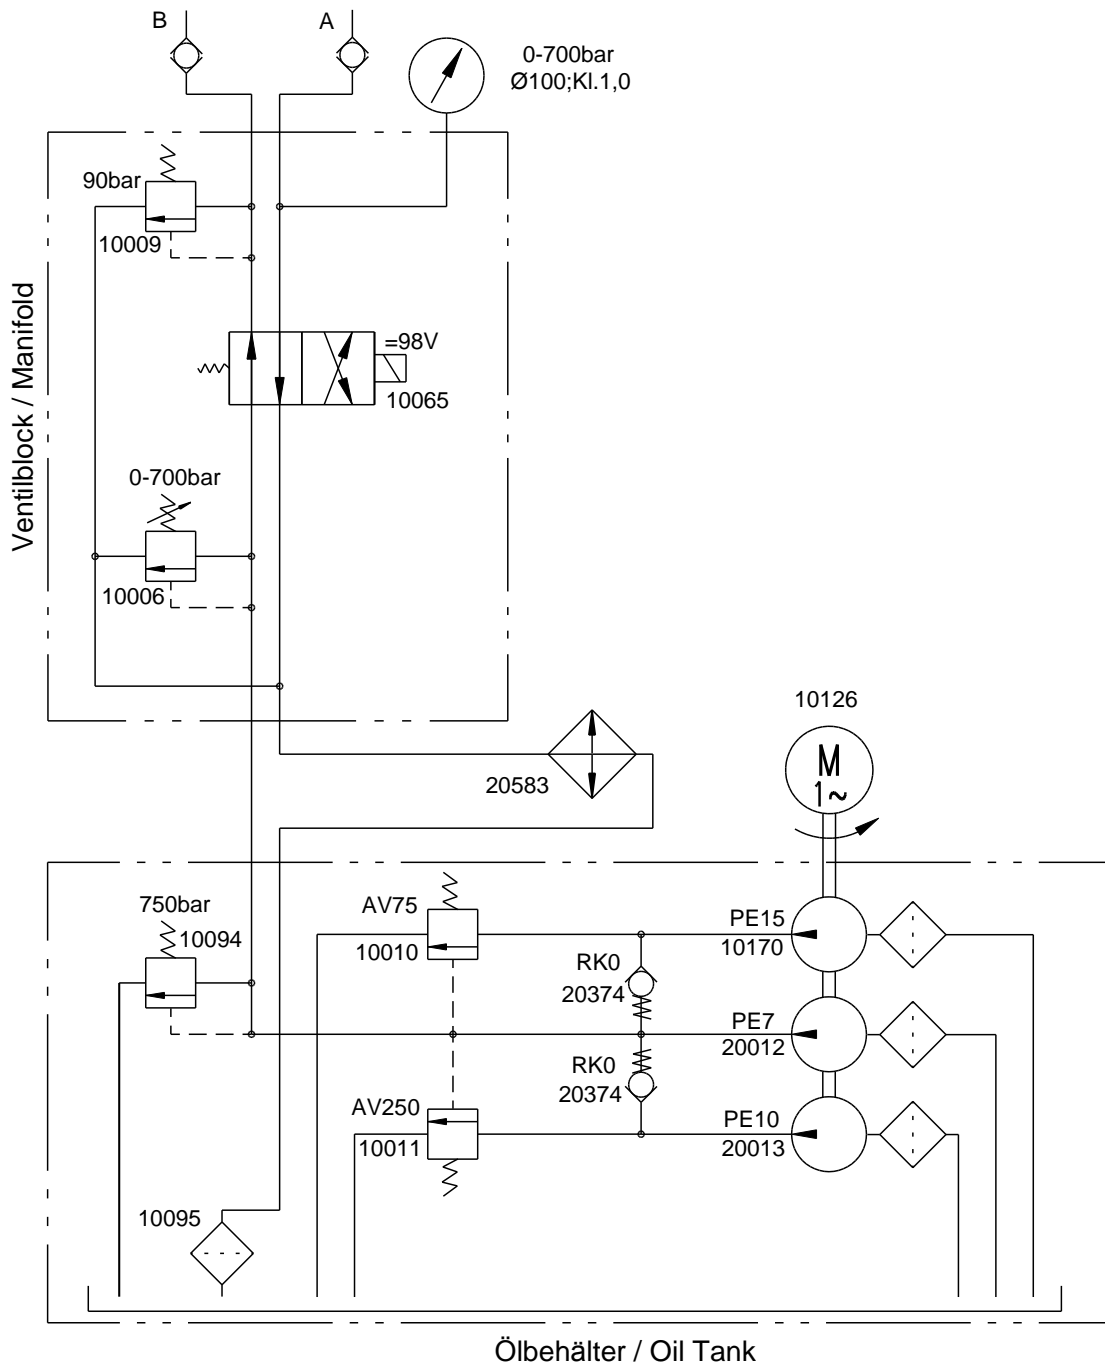 B
A
0-700bar
Ø100;Kl.1,0
90bar
10009
=98V
10065
Ventilblock / Manifold
0-700bar
10006
10126
M
1~
20583
750bar
10094
AV75
10010
PE15
10170
RK0
20374
PE7
20012
RK0
20374
AV250
10011
PE10
20013
10095
Ölbehälter / Oil Tank